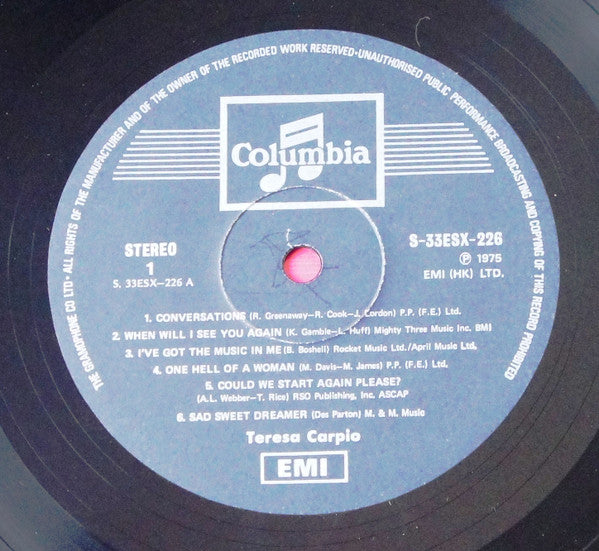 THE GRAMOPHONE CO LTD • ALL RIGHTS OF THE MANUFACTURER AND OF THE OWNER OF THE RECORDED WORK RESERVED • UNAUTHORISED PUBLIC PERFORMANCE BROADCASTING AND COPYING OF THIS RECORD PROHIBITED
Columbia
STEREO
1
S. 33ESX-226 A
S-33ESX-226
Ⓟ 1975
EMI (HK) LTD.
1. CONVERSATIONS (R. Greenaway-R. Cook-J. Gordon) P.P. (F.E.) Ltd.
2. WHEN WILL I SEE YOU AGAIN (K. Gamble-L. Huff) Mighty Three Music Inc. BMI
3. I'VE GOT THE MUSIC IN ME (B. Boshell) Rocket Music Ltd./April Music Ltd,
4. ONE HELL OF A WOMAN (M. Davis-M. James) P.P. (F.E.) Ltd.
5. COULD WE START AGAIN PLEASE?
(A.L. Webber-T. Rice) RSO Publishing, Inc. ASCAP
6. SAD SWEET DREAMER (Des Parton) M. & M. Music
Teresa Carpio
EMI